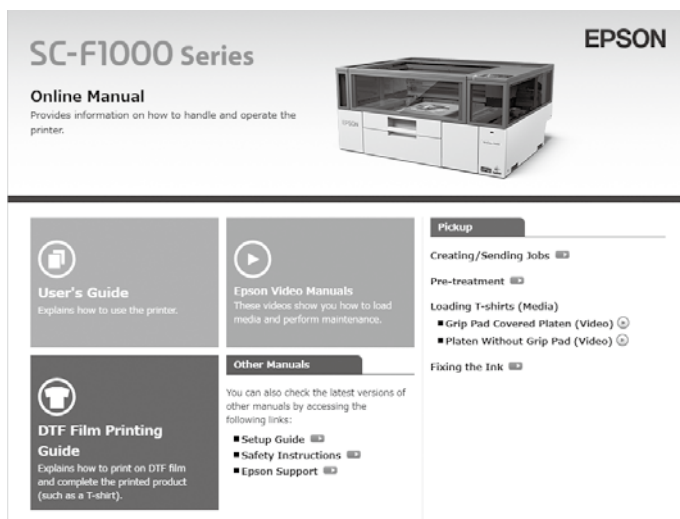 SC-F1000 Series
EPSON
Online Manual
Provides information on how to handle and operate the
printer.
EPSON
User's Guide
Explains how to use the printer.
Epson Video Manuals
These videos show you how to load
media and perform maintenance.
DTF Film Printing
Guide
Explains how to print on DTF film
and complete the printed product
(such as a T-shirt).
Other Manuals
You can also check the latest versions of
other manuals by accessing the
following links:
Setup Guide
Safety Instructions
Epson Support
Pickup
Creating/Sending Jobs
Pre-treatment
Loading T-shirts (Media)
Grip Pad Covered Platen (Video)
Platen Without Grip Pad (Video)
Fixing the Ink